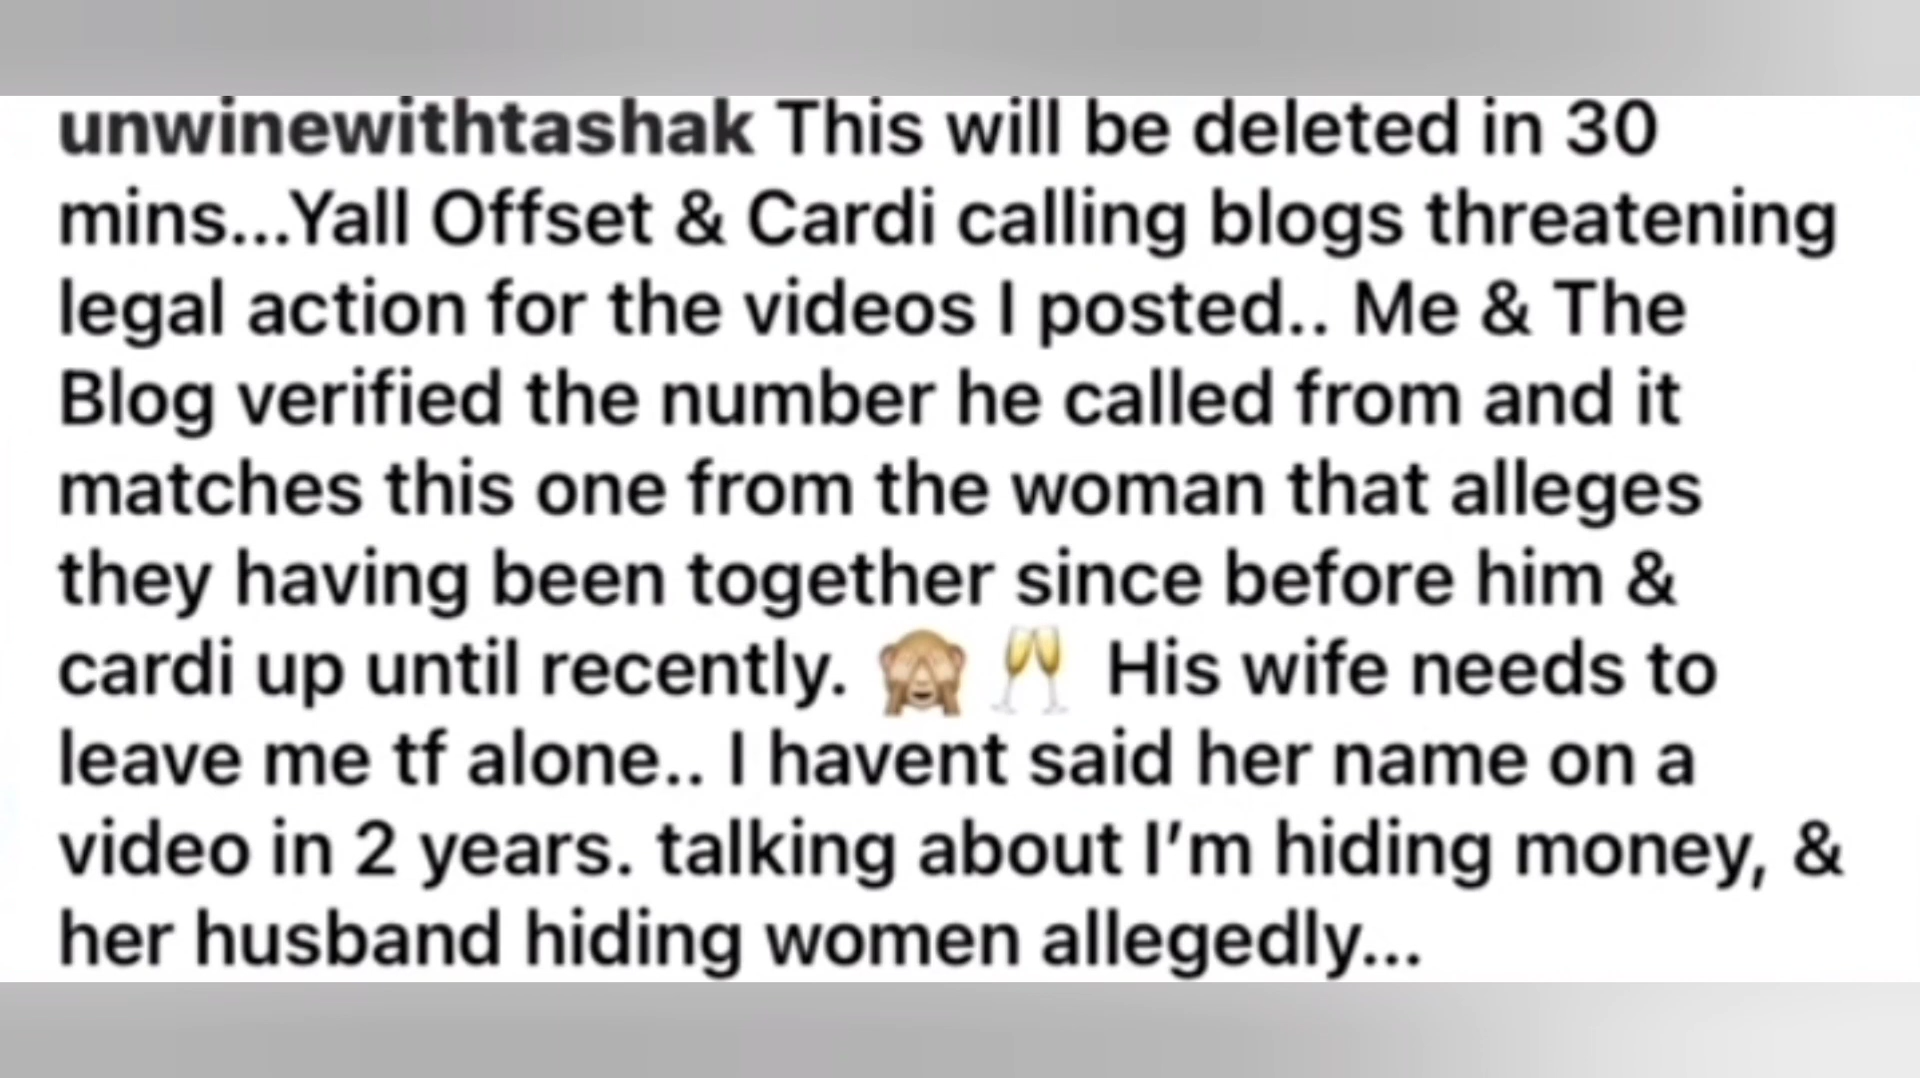 unwinewithtashak This will be deleted in 30
mins...Yall Offset & Cardi calling blogs threatening
legal action for the videos I posted.. Me & The
Blog verified the number he called from and it
matches this one from the woman that alleges
they having been together since before him &
cardi up until recently. 🙈🥂 His wife needs to
leave me tf alone.. I havent said her name on a
video in 2 years. talking about I'm hiding money, &
her husband hiding women allegedly...